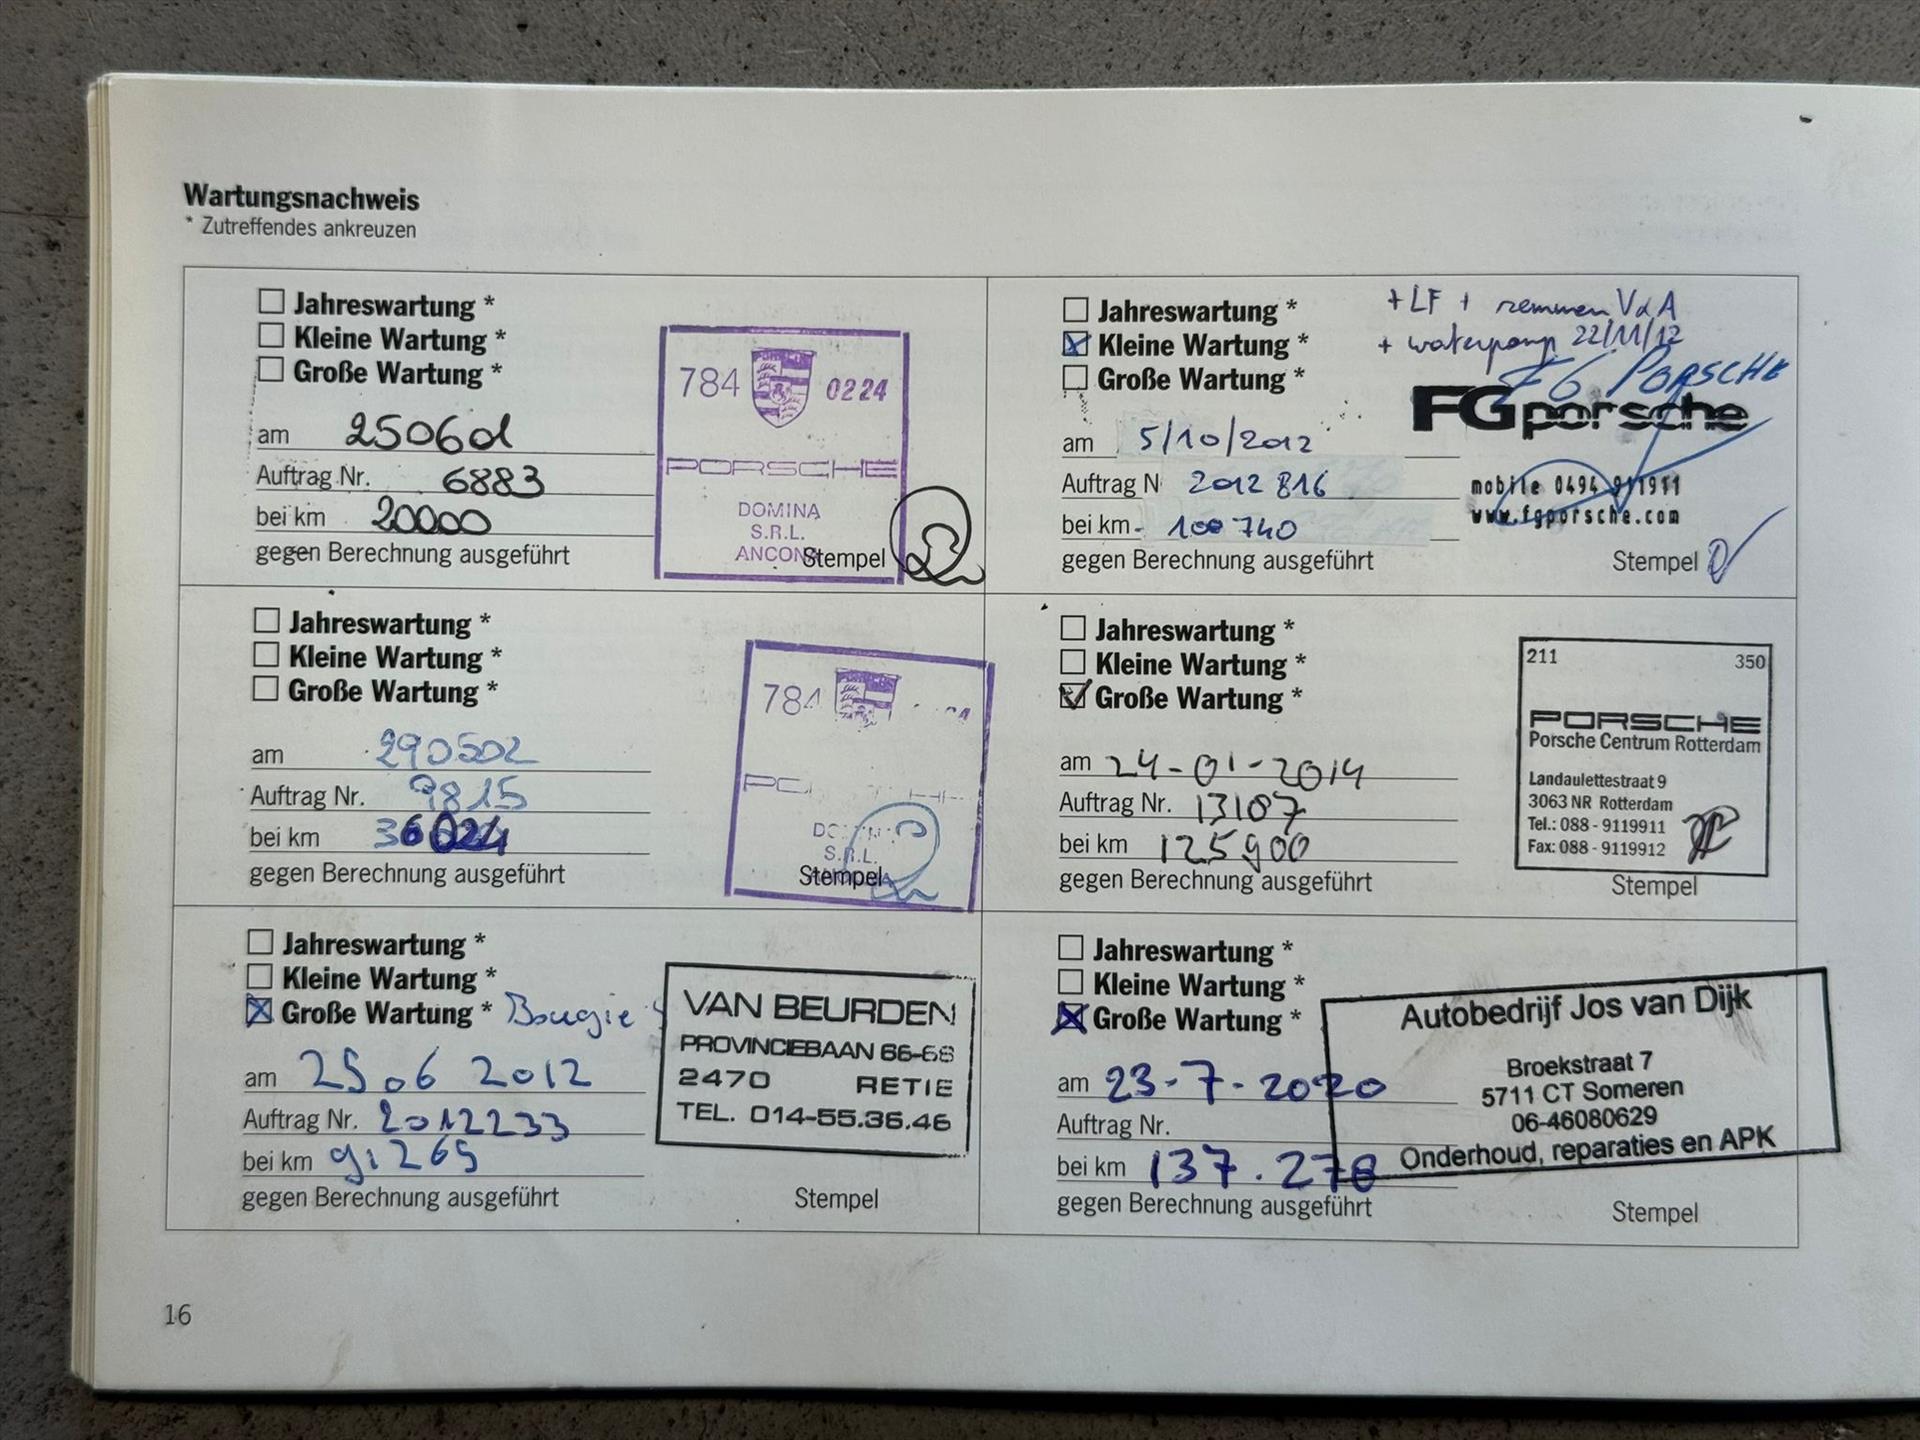 Wartungsnachweis
* Zutreffendes ankreuzen
Jahreswartung *
Kleine Wartung *
Große Wartung *
am 250601
Auftrag Nr. 6883
bei km 20000
gegen Berechnung ausgeführt
784 0224
PORSCHE
DOMINA
S.R.L.
ANCONA
Stempel
Jahreswartung *
Kleine Wartung *
Große Wartung *
am 290502
Auftrag Nr. 9815
bei km 36024
gegen Berechnung ausgeführt
784
S.R.L.
Stempel
Jahreswartung *
Kleine Wartung *
Große Wartung * Bougie's
am 25 06 2012
Auftrag Nr. 2012233
bei km 91265
gegen Berechnung ausgeführt
VAN BEURDEN
PROVINCIEBAAN 66-68
2470 RETIE
TEL. 014-55.36.46
Stempel
Jahreswartung *
Kleine Wartung *
Große Wartung *
+ LF + remmen V&A
+ waterpomp 22/11/12
FG PORSCHE
FGporsche
am 5/10/2012
Auftrag N 2012816
bei km 100740
gegen Berechnung ausgeführt
mobile 0494 911911
www.fgporsche.com
Stempel
Jahreswartung *
Kleine Wartung *
Große Wartung *
am 24-01-2014
Auftrag Nr. 13107
bei km 125900
gegen Berechnung ausgeführt
211 350
PORSCHE
Porsche Centrum Rotterdam
Landaulettestraat 9
3063 NR Rotterdam
Tel.: 088 - 9119911
Fax: 088 - 9119912
Stempel
Jahreswartung *
Kleine Wartung *
Große Wartung *
am 23-7-2020
Auftrag Nr.
bei km 137.278
gegen Berechnung ausgeführt
Autobedrijf Jos van Dijk
Broekstraat 7
5711 CT Someren
06-46080629
Onderhoud, reparaties en APK
Stempel
16